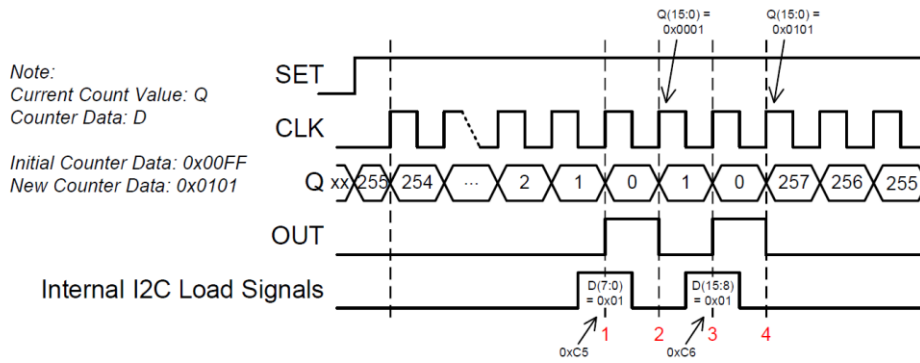 Q(15:0) =
0x0001
Q(15:0) =
0x0101
Note:
Current Count Value: Q
Counter Data: D
Initial Counter Data: 0x00FF
New Counter Data: 0x0101
SET
CLK
Q
xx 255 254 ... 2 1 0 1 0 257 256 255
OUT
Internal I2C Load Signals
D(7:0)
= 0x01
D(15:8)
= 0x01
0xC5
1
2
0xC6
3
4